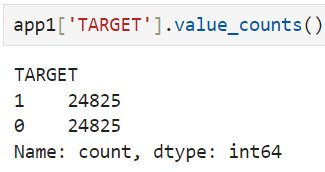 app1['TARGET'].value_counts()
TARGET
1    24825
0    24825
Name: count, dtype: int64